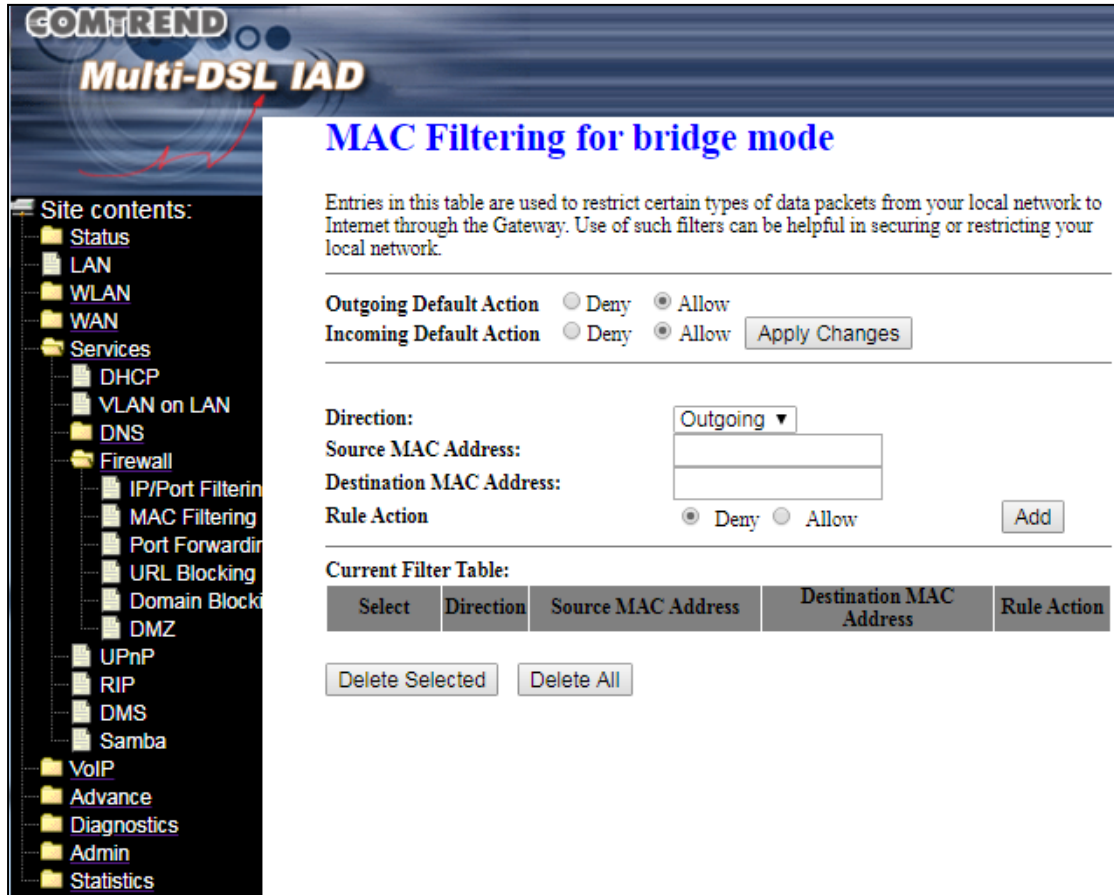 COMTREND
Multi-DSL IAD
Site contents:
Status
LAN
WLAN
WAN
Services
DHCP
VLAN on LAN
DNS
Firewall
IP/Port Filterin
MAC Filtering
Port Forwardin
URL Blocking
Domain Blocki
DMZ
UPnP
RIP
DMS
Samba
VoIP
Advance
Diagnostics
Admin
Statistics
MAC Filtering for bridge mode
Entries in this table are used to restrict certain types of data packets from your local network to
Internet through the Gateway. Use of such filters can be helpful in securing or restricting your
local network.
Outgoing Default Action Deny Allow
Incoming Default Action Deny Allow Apply Changes
Direction: Outgoing
Source MAC Address:
Destination MAC Address:
Rule Action Deny Allow Add
Current Filter Table:
Select Direction Source MAC Address Destination MAC Address Rule Action
Delete Selected Delete All